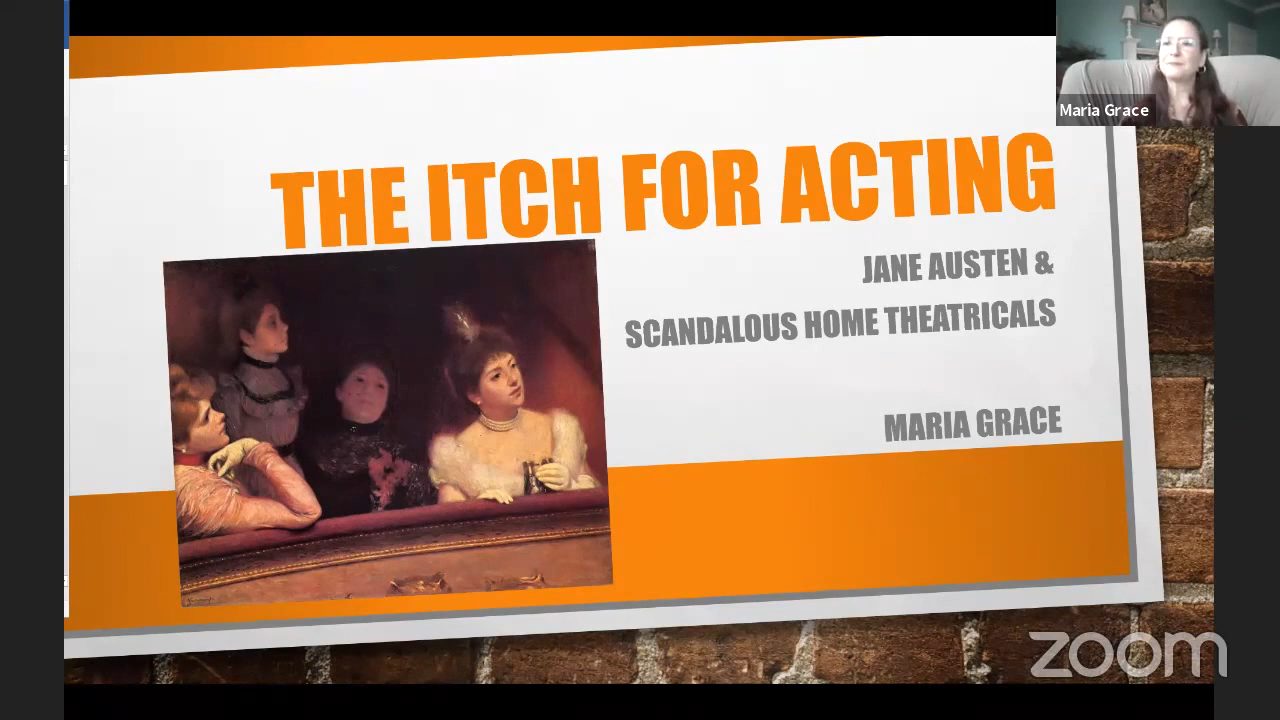 Maria Grace
THE ITCH FOR ACTING
JANE AUSTEN &
SCANDALOUS HOME THEATRICALS
MARIA GRACE
zoom